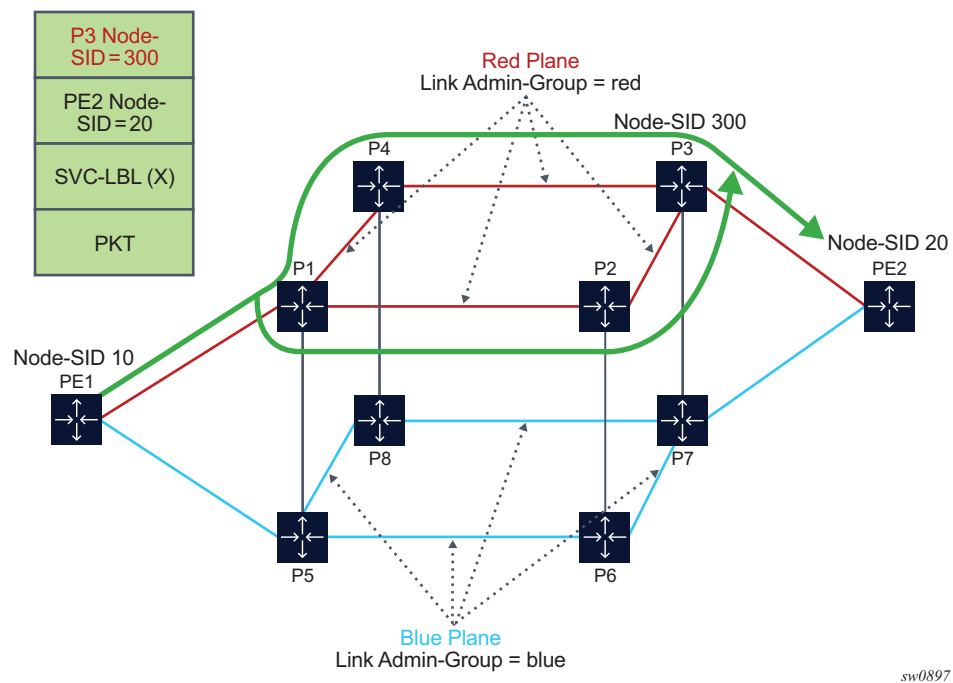 P3 Node-
SID=300
PE2 Node-
SID=20
SVC-LBL (X)
PKT
Red Plane
Link Admin-Group = red
Node-SID 300
P4
P3
Node-SID 20
P1
P2
PE2
Node-SID 10
PE1
P8
P7
P5
P6
Blue Plane
Link Admin-Group = blue
sw0897